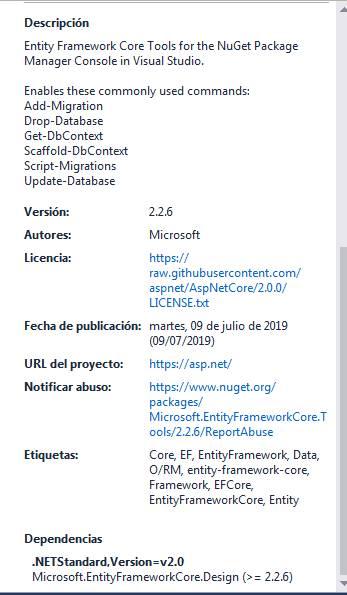 Descripción
Entity Framework Core Tools for the NuGet Package
Manager Console in Visual Studio.
Enables these commonly used commands:
Add-Migration
Drop-Database
Get-DbContext
Scaffold-DbContext
Script-Migrations
Update-Database
Versión: 2.2.6
Autores: Microsoft
Licencia: https://
raw.githubusercontent.com/
aspnet/AspNetCore/2.0.0/
LICENSE.txt
Fecha de publicación: martes, 09 de julio de 2019
(09/07/2019)
URL del proyecto: https://asp.net/
Notificar abuso: https://www.nuget.org/
packages/
Microsoft.EntityFrameworkCore.T
ools/2.2.6/ReportAbuse
Etiquetas: Core, EF, EntityFramework, Data,
O/RM, entity-framework-core,
Framework, EFCore,
EntityFrameworkCore, Entity
Dependencias
.NETStandard,Version=v2.0
Microsoft.EntityFrameworkCore.Design (>= 2.2.6)